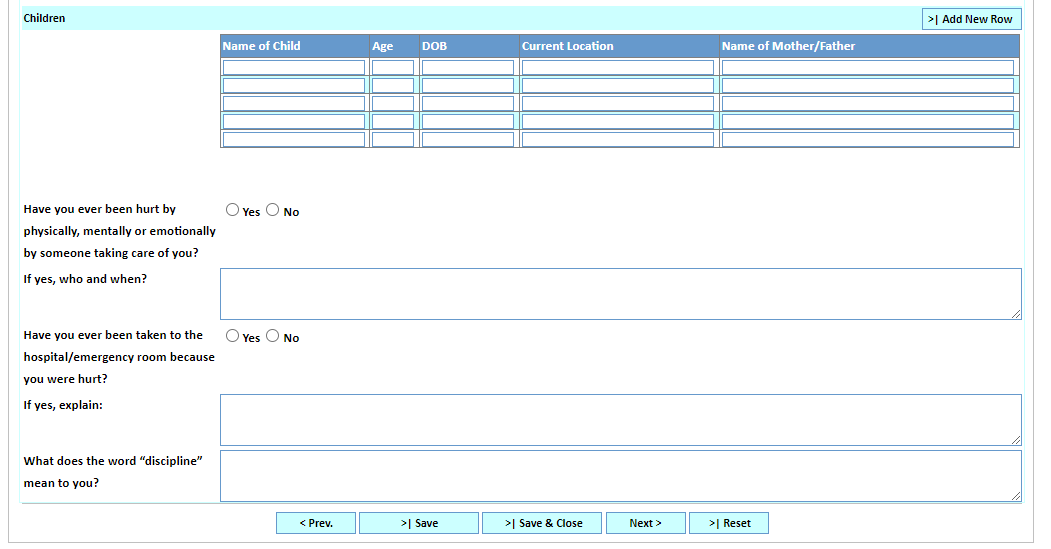 Children >| Add New Row
Name of Child Age DOB Current Location Name of Mother/Father
Have you ever been hurt by Yes No
physically, mentally or emotionally
by someone taking care of you?
If yes, who and when?
Have you ever been taken to the Yes No
hospital/emergency room because
you were hurt?
If yes, explain:
What does the word “discipline”
mean to you?
< Prev. >| Save >| Save & Close Next > >| Reset